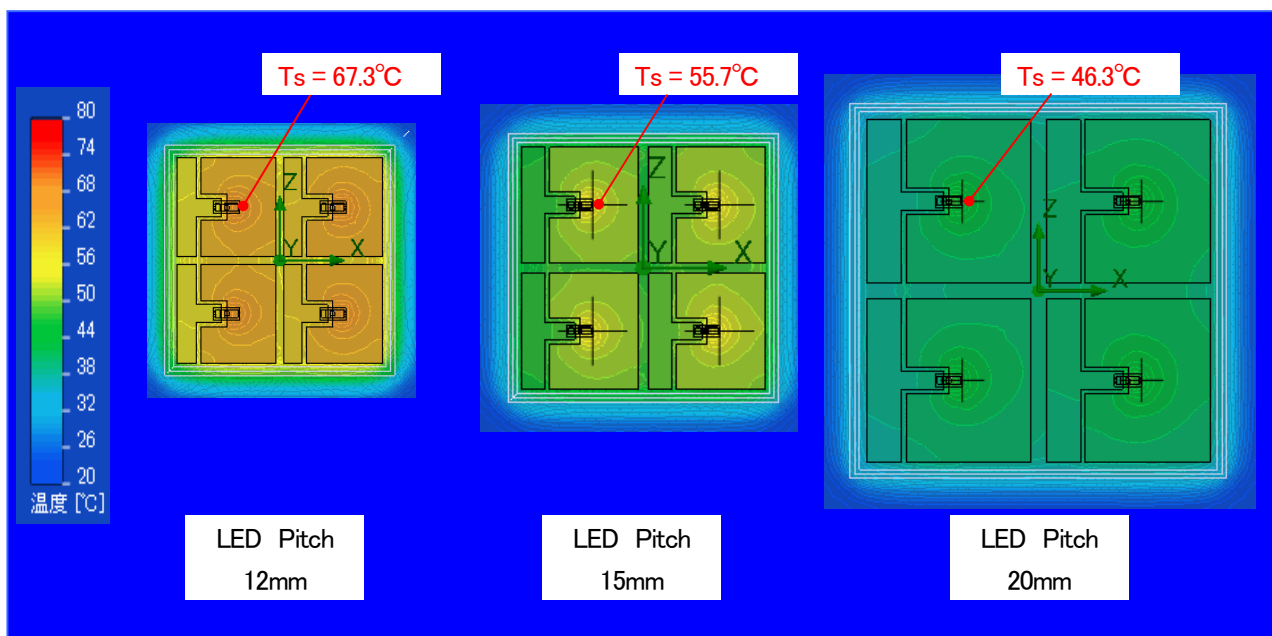 Ts = 67.3℃
Ts = 55.7℃
Ts = 46.3℃
80
74
68
62
56
50
44
38
32
26
20
温度 [℃]
Z
Y
X
Z
Y
X
Z
Y
X
LED Pitch
12mm
LED Pitch
15mm
LED Pitch
20mm